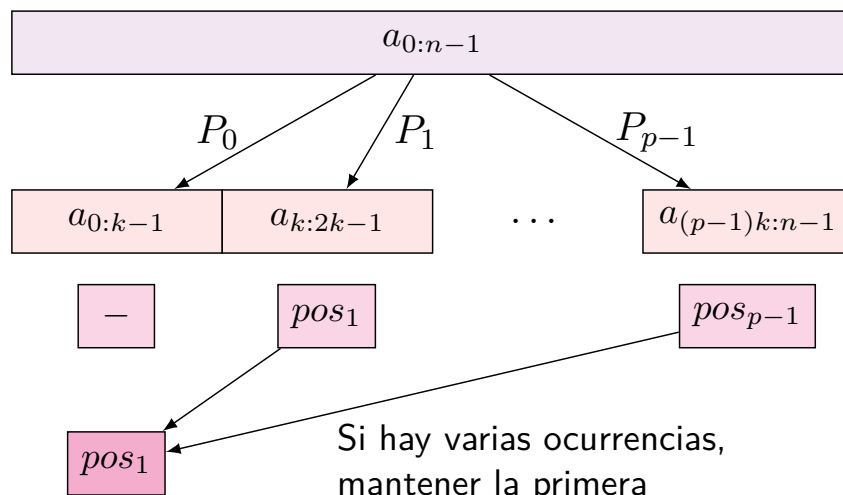 a_{0:n−1}
P_0 P_1 P_{p−1}
a_{0:k−1} a_{k:2k−1} ... a_{(p−1)k:n−1}
− pos_1 pos_{p−1}
Si hay varias ocurrencias,
pos_1 mantener la primera